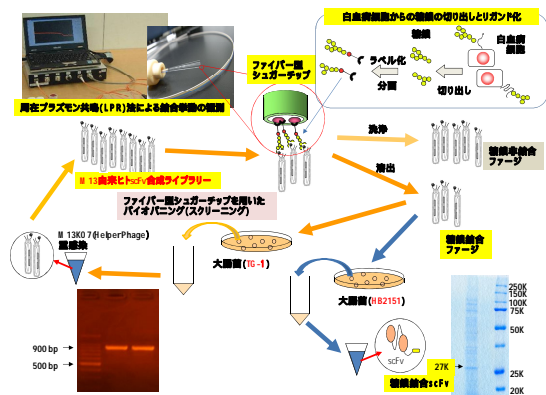 白血病細胞からの糖鎖の切り出しとリガンド化
糖鎖
白血病
細胞
ラベル化
分画
切り出し
ファイバー型
シュガーチップ
局在プラズモン共鳴(LPR)法による結合挙動の観測
洗浄
溶出
糖鎖非結合
ファージ
M13由来ヒトscFv合成ライブラリー
ファイバー型シュガーチップを用いた
バイオパニング(スクリーニング)
糖鎖結合
ファージ
M13KO7(HelperPhage)
重感染
大腸菌(TG-1)
大腸菌(HB2151)
900bp
500bp
scFv
27K
糖鎖結合scFv
250K
150K
100K
75K
50K
25K
20K